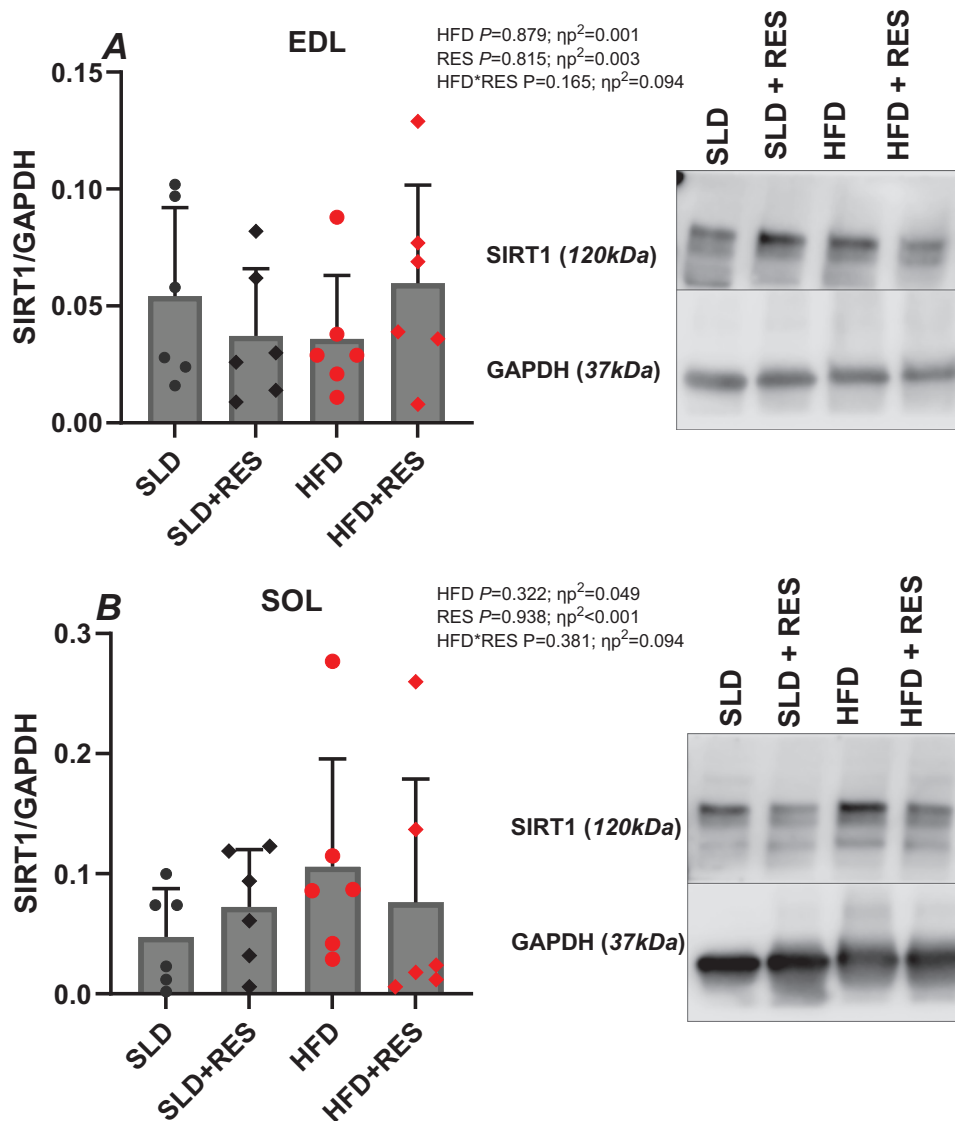 A
EDL
HFD P=0.879; ηp²=0.001
RES P=0.815; ηp²=0.003
HFD*RES P=0.165; ηp²=0.094
SIRT1/GAPDH
0.15
0.10
0.05
0.00
SLD
SLD+RES
HFD
HFD+RES
SLD
SLD + RES
HFD
HFD + RES
SIRT1 (120kDa)
GAPDH (37kDa)
B
SOL
HFD P=0.322; ηp²=0.049
RES P=0.938; ηp²<0.001
HFD*RES P=0.381; ηp²=0.094
SIRT1/GAPDH
0.3
0.2
0.1
0.0
SLD
SLD+RES
HFD
HFD+RES
SLD
SLD + RES
HFD
HFD + RES
SIRT1 (120kDa)
GAPDH (37kDa)